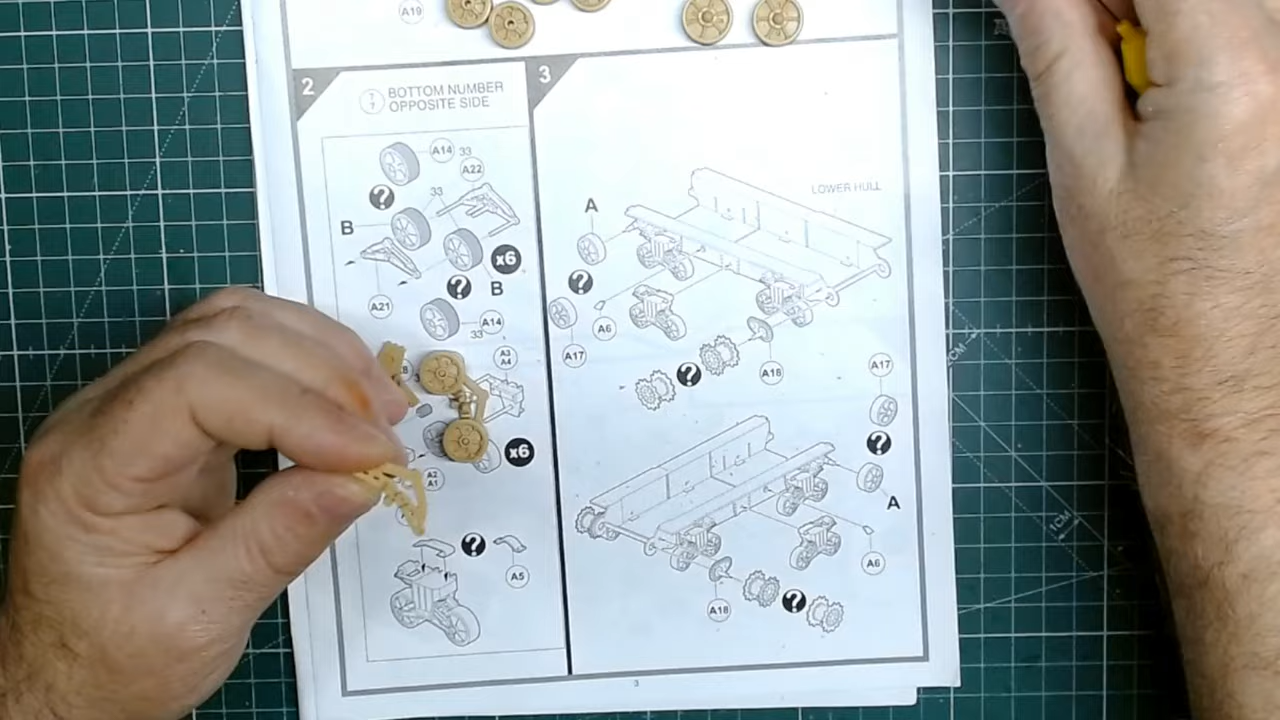 A19
2
BOTTOM NUMBER
OPPOSITE SIDE
A14 33
A22
?
33
B
x6
?
B
A21
A14
33
A3
A4
x6
A2
A1
?
A5
3
LOWER HULL
A
?
A6
A17
?
A18
A17
?
A
A6
A18
?
3
1CM